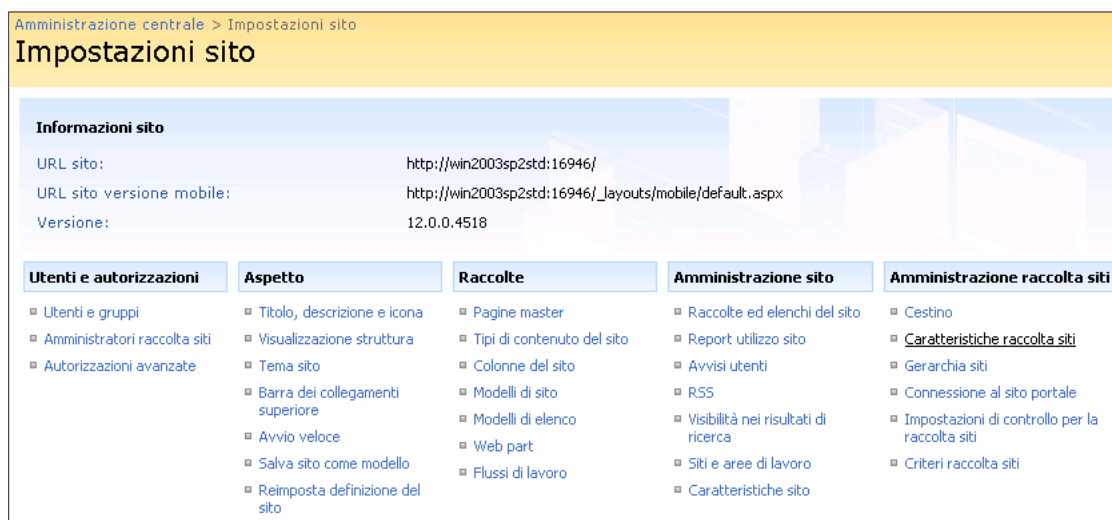 Amministrazione centrale > Impostazioni sito
Impostazioni sito
Informazioni sito
URL sito: http://win2003sp2std:16946/
URL sito versione mobile: http://win2003sp2std:16946/_layouts/mobile/default.aspx
Versione: 12.0.0.4518
Utenti e autorizzazioni
Utenti e gruppi
Amministratori raccolta siti
Autorizzazioni avanzate
Aspetto
Titolo, descrizione e icona
Visualizzazione struttura
Tema sito
Barra dei collegamenti
superiore
Avvio veloce
Salva sito come modello
Reimposta definizione del
sito
Raccolte
Pagine master
Tipi di contenuto del sito
Colonne del sito
Modelli di sito
Modelli di elenco
Web part
Flussi di lavoro
Amministrazione sito
Raccolte ed elenchi del sito
Report utilizzo sito
Avvisi utenti
RSS
Visibilità nei risultati di
ricerca
Siti e aree di lavoro
Caratteristiche sito
Amministrazione raccolta siti
Cestino
Caratteristiche raccolta siti
Gerarchia siti
Connessione al sito portale
Impostazioni di controllo per la
raccolta siti
Criteri raccolta siti